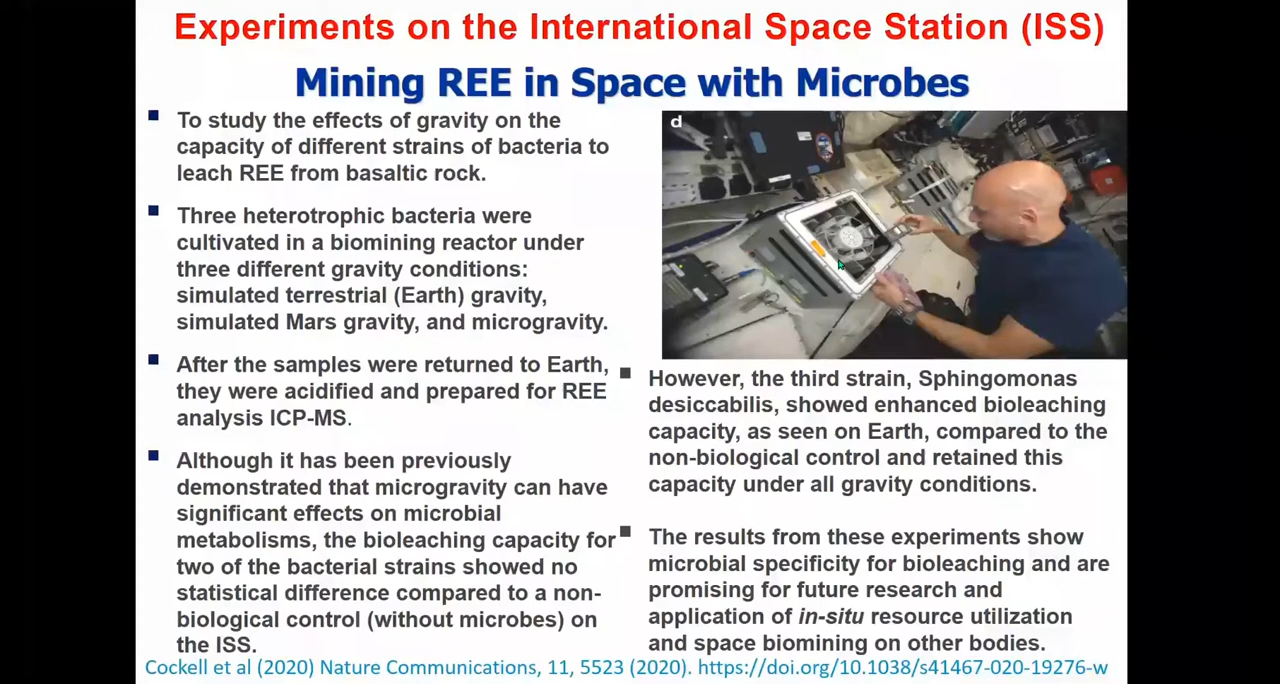 Experiments on the International Space Station (ISS)
Mining REE in Space with Microbes
To study the effects of gravity on the
capacity of different strains of bacteria to
leach REE from basaltic rock.
Three heterotrophic bacteria were
cultivated in a biomining reactor under
three different gravity conditions:
simulated terrestrial (Earth) gravity,
simulated Mars gravity, and microgravity.
After the samples were returned to Earth,
they were acidified and prepared for REE
analysis ICP-MS.
Although it has been previously
demonstrated that microgravity can have
significant effects on microbial
metabolisms, the bioleaching capacity for
two of the bacterial strains showed no
statistical difference compared to a non-
biological control (without microbes) on
the ISS.
d
However, the third strain, Sphingomonas
desiccabilis, showed enhanced bioleaching
capacity, as seen on Earth, compared to the
non-biological control and retained this
capacity under all gravity conditions.
The results from these experiments show
microbial specificity for bioleaching and are
promising for future research and
application of in-situ resource utilization
and space biomining on other bodies.
Cockell et al (2020) Nature Communications, 11, 5523 (2020). https://doi.org/10.1038/s41467-020-19276-w